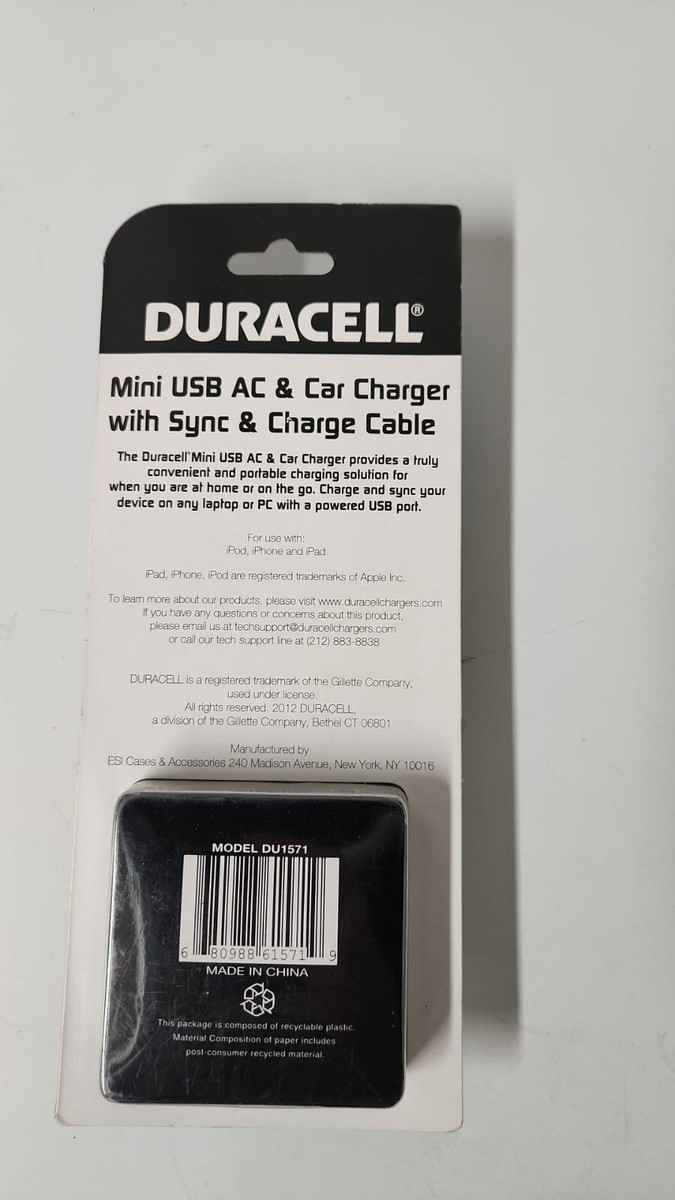 DURACELL®
Mini USB AC & Car Charger
with Sync & Charge Cable
The Duracell® Mini USB AC & Car Charger provides a truly
convenient and portable charging solution for
when you are at home or on the go. Charge and sync your
device on any laptop or PC with a powered USB port.
For use with:
iPod, iPhone and iPad
iPad, iPhone, iPod are registered trademarks of Apple Inc.
To learn more about our products, please visit www.duracellchargers.com
If you have any questions or concerns about this product,
please email us at techsupport@duracellchargers.com
or call our tech support line at (212) 883-8838
DURACELL is a registered trademark of the Gillette Company,
used under license.
All rights reserved. 2012 DURACELL,
a division of the Gillette Company, Bethel CT 06801
Manufactured by
ESI Cases & Accessories 240 Madison Avenue, New York, NY 10016
MODEL DU1571
6 80988 61571 9
MADE IN CHINA
This package is composed of recyclable plastic.
Material Composition of paper includes
post-consumer recycled material.